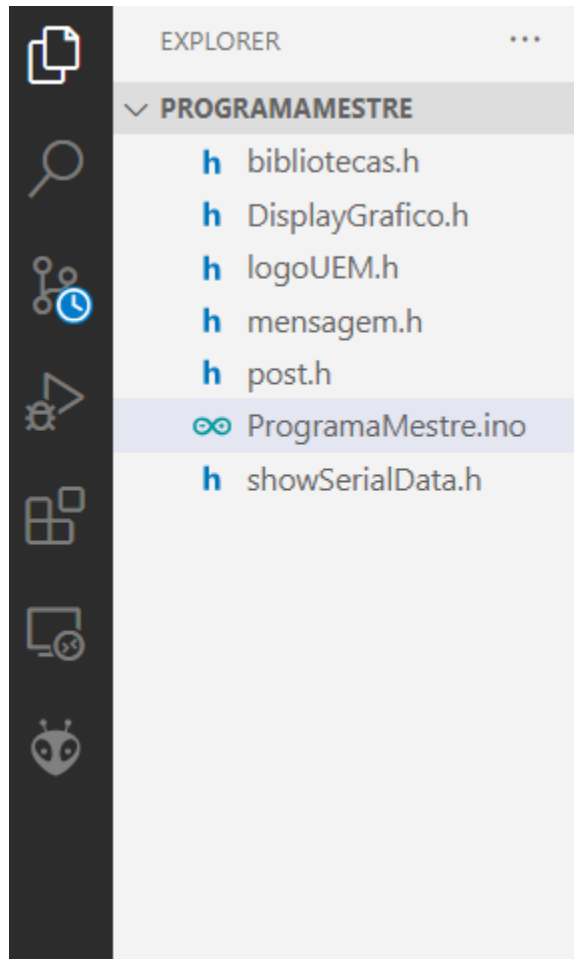 EXPLORER ...
PROGRAMAMESTRE
bibliotecas.h
DisplayGrafico.h
logoUEM.h
mensagem.h
post.h
ProgramaMestre.ino
showSerialData.h